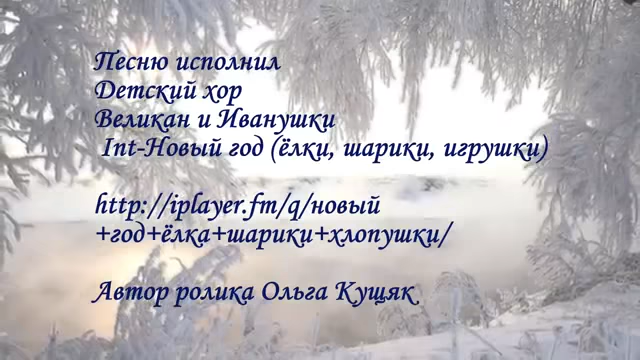 Песню исполнил
Детский хор
Великан и Иванушки
Int-Новый год (ёлки, шарики, игрушки)
http://iplayer.fm/q/новый
+год+ёлка+шарики+хлопушки/
Автор ролика Ольга Кущяк